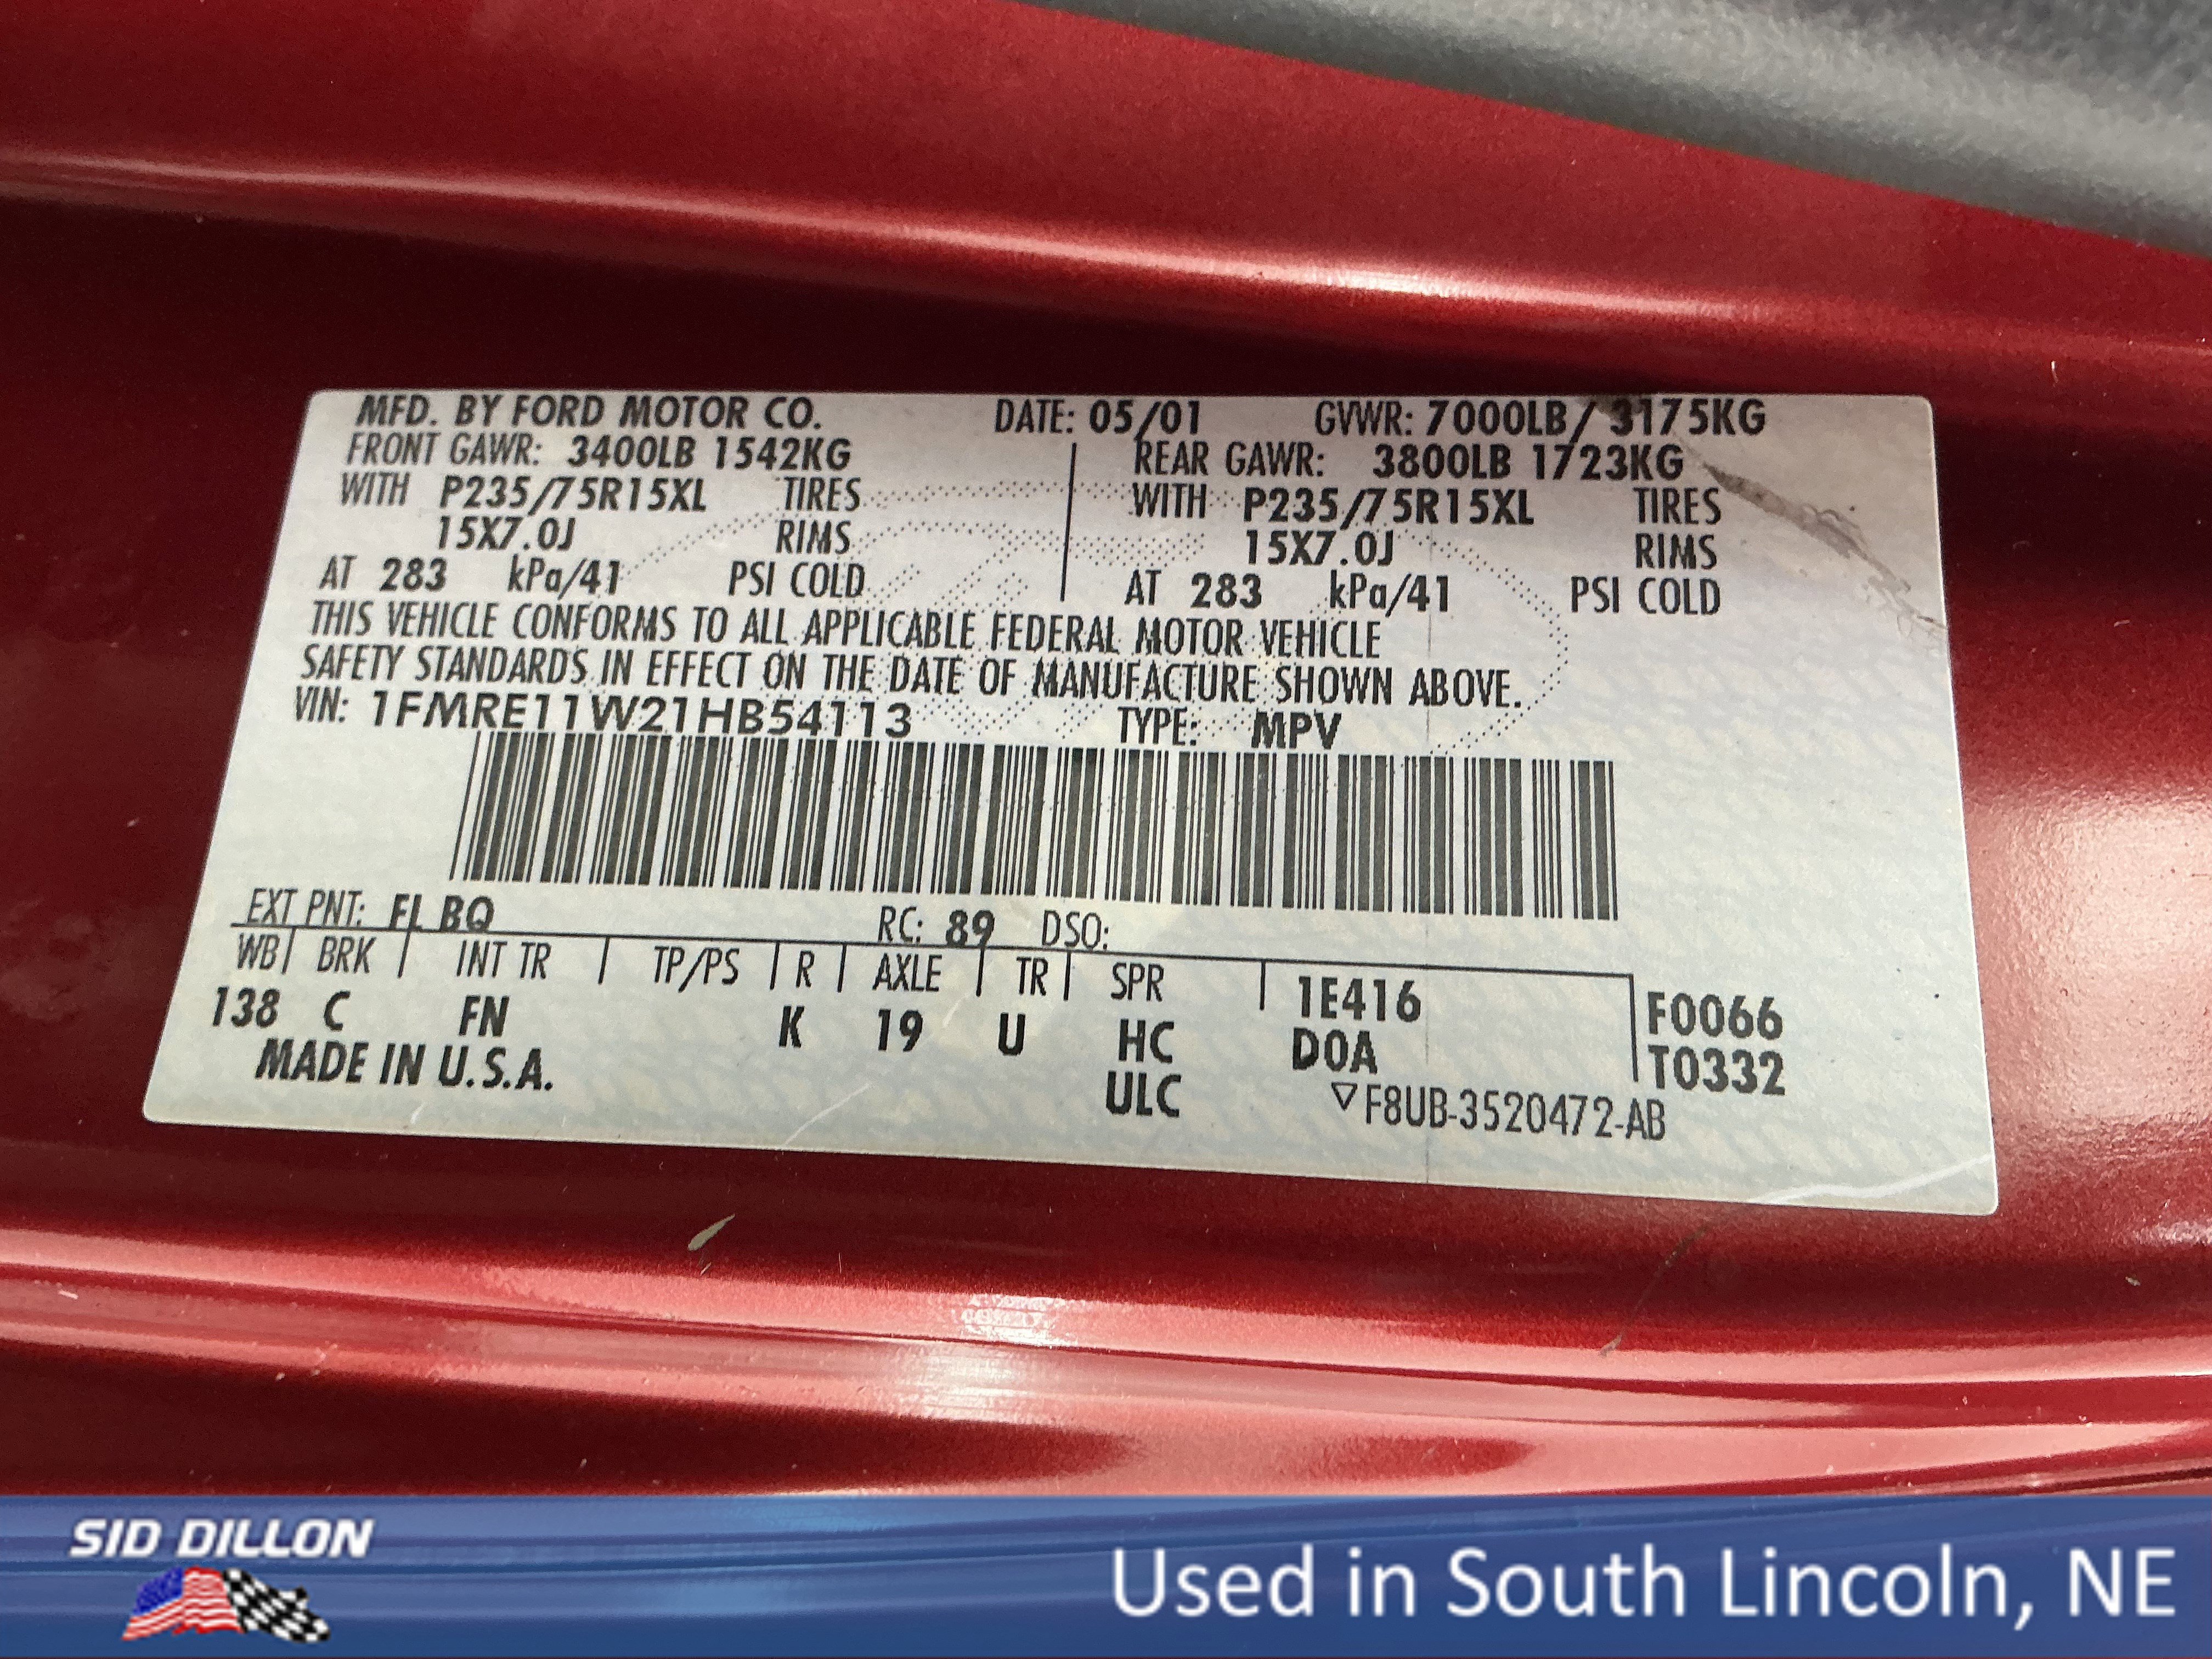 MFD. BY FORD MOTOR CO. DATE: 05/01 GVWR: 7000LB/ 3175KG
FRONT GAWR: 3400LB 1542KG REAR GAWR: 3800LB 1723KG
WITH P235/75R15XL TIRES WITH P235/75R15XL TIRES
15X7.0J RIMS 15X7.0J RIMS
AT 283 kPa/41 PSI COLD AT 283 kPa/41 PSI COLD
THIS VEHICLE CONFORMS TO ALL APPLICABLE FEDERAL MOTOR VEHICLE
SAFETY STANDARDS IN EFFECT ON THE DATE OF MANUFACTURE SHOWN ABOVE.
VIN: 1FMRE11W21HB54113 TYPE: MPV
EXT PNT: FL BQ RC: 89 DSO:
WB BRK INT TR TP/PS R AXLE TR SPR 1E416 F0066
138 C FN K 19 U HC D0A T0332
MADE IN U.S.A. ULC ▽F8UB-3520472-AB
SID DILLON
Used in South Lincoln, NE